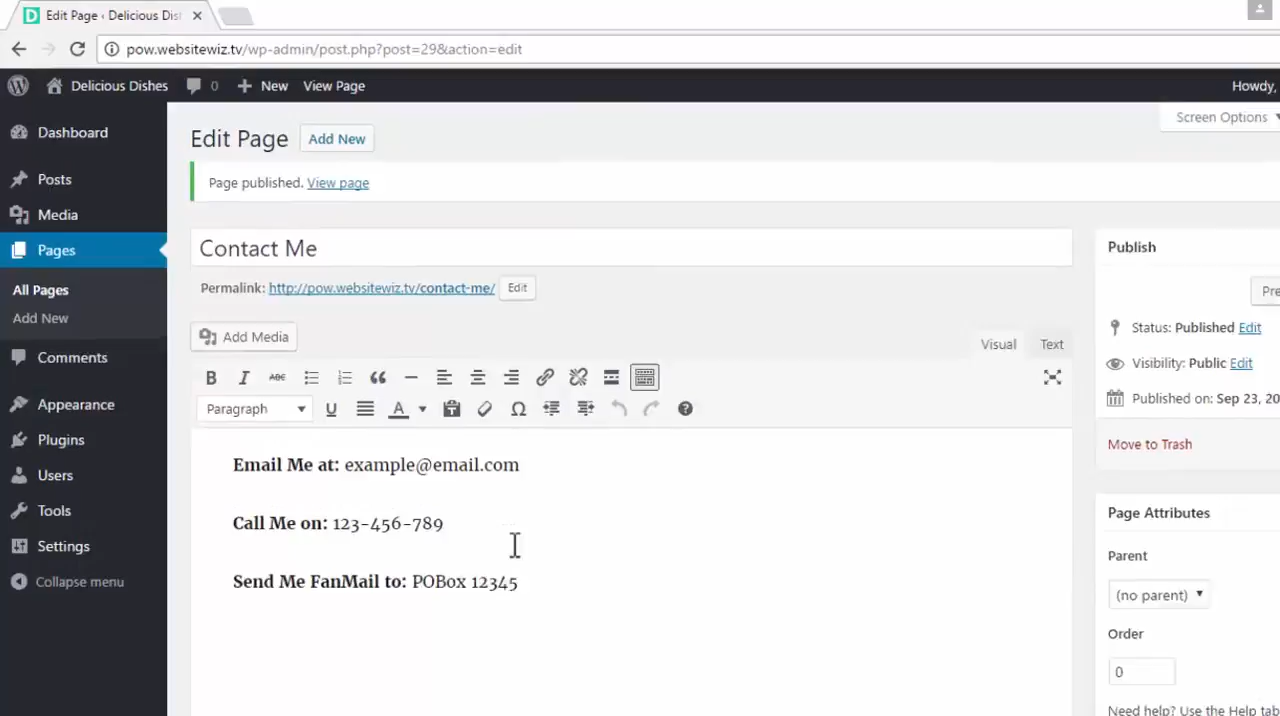 Edit Page ‹ Delicious Dis
pow.websitewiz.tv/wp-admin/post.php?post=29&action=edit
Delicious Dishes 0 New View Page Howdy,
Screen Options
Dashboard
Posts
Media
Pages
All Pages
Add New
Comments
Appearance
Plugins
Users
Tools
Settings
Collapse menu
Edit Page Add New
Page published. View page
Contact Me
Permalink: http://pow.websitewiz.tv/contact-me/ Edit
Add Media
Visual Text
B I ABC
Paragraph U A Ω ?
Email Me at: example@email.com
Call Me on: 123-456-789
Send Me FanMail to: POBox 12345
Publish
Pre
Status: Published Edit
Visibility: Public Edit
Published on: Sep 23, 20
Move to Trash
Page Attributes
Parent
(no parent)
Order
0
Need help? Use the Help tab